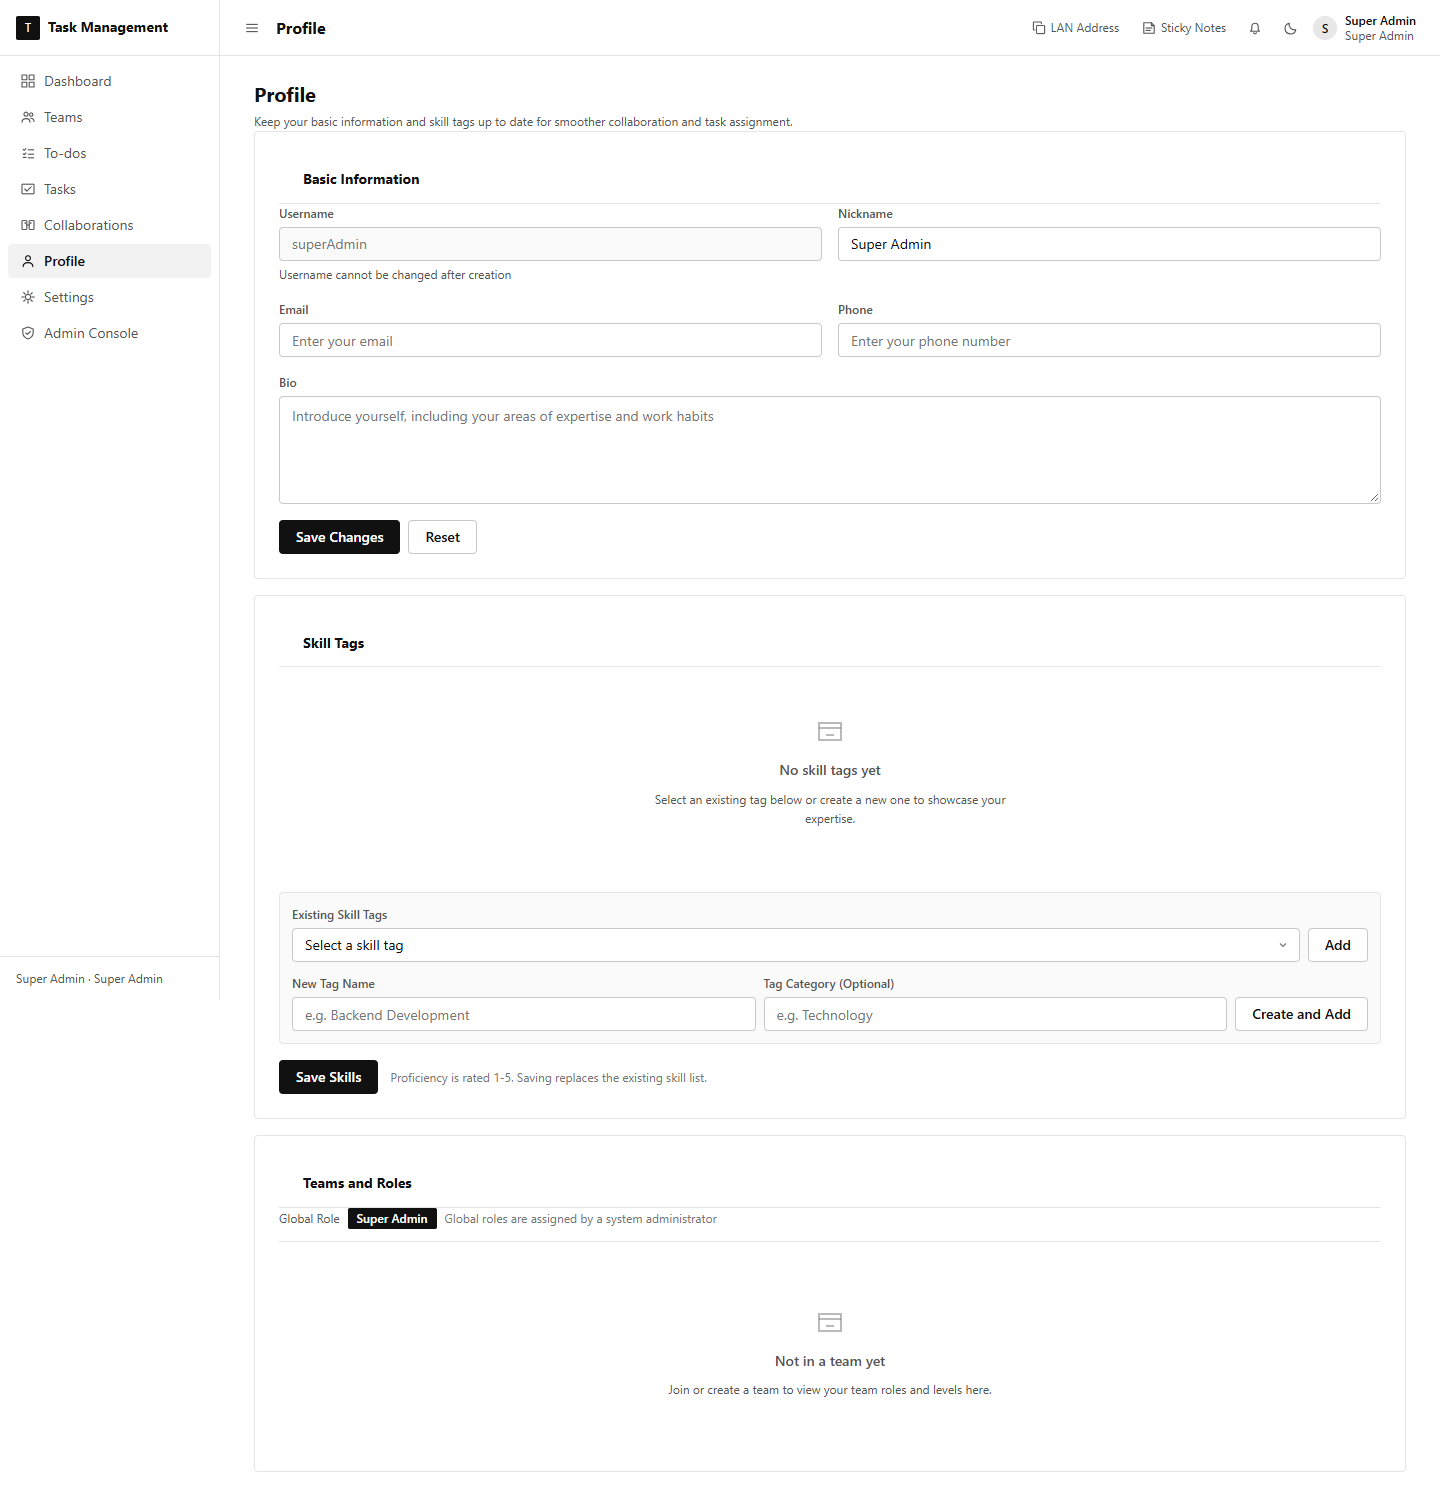 T Task Management
Profile
LAN Address
Sticky Notes
S
Super Admin
Super Admin
Dashboard
Teams
To-dos
Tasks
Collaborations
Profile
Settings
Admin Console
Super Admin · Super Admin
Profile
Keep your basic information and skill tags up to date for smoother collaboration and task assignment.
Basic Information
Username
superAdmin
Username cannot be changed after creation
Nickname
Super Admin
Email
Enter your email
Phone
Enter your phone number
Bio
Introduce yourself, including your areas of expertise and work habits
Save Changes
Reset
Skill Tags
No skill tags yet
Select an existing tag below or create a new one to showcase your
expertise.
Existing Skill Tags
Select a skill tag
Add
New Tag Name
e.g. Backend Development
Tag Category (Optional)
e.g. Technology
Create and Add
Save Skills
Proficiency is rated 1-5. Saving replaces the existing skill list.
Teams and Roles
Global Role Super Admin Global roles are assigned by a system administrator
Not in a team yet
Join or create a team to view your team roles and levels here.